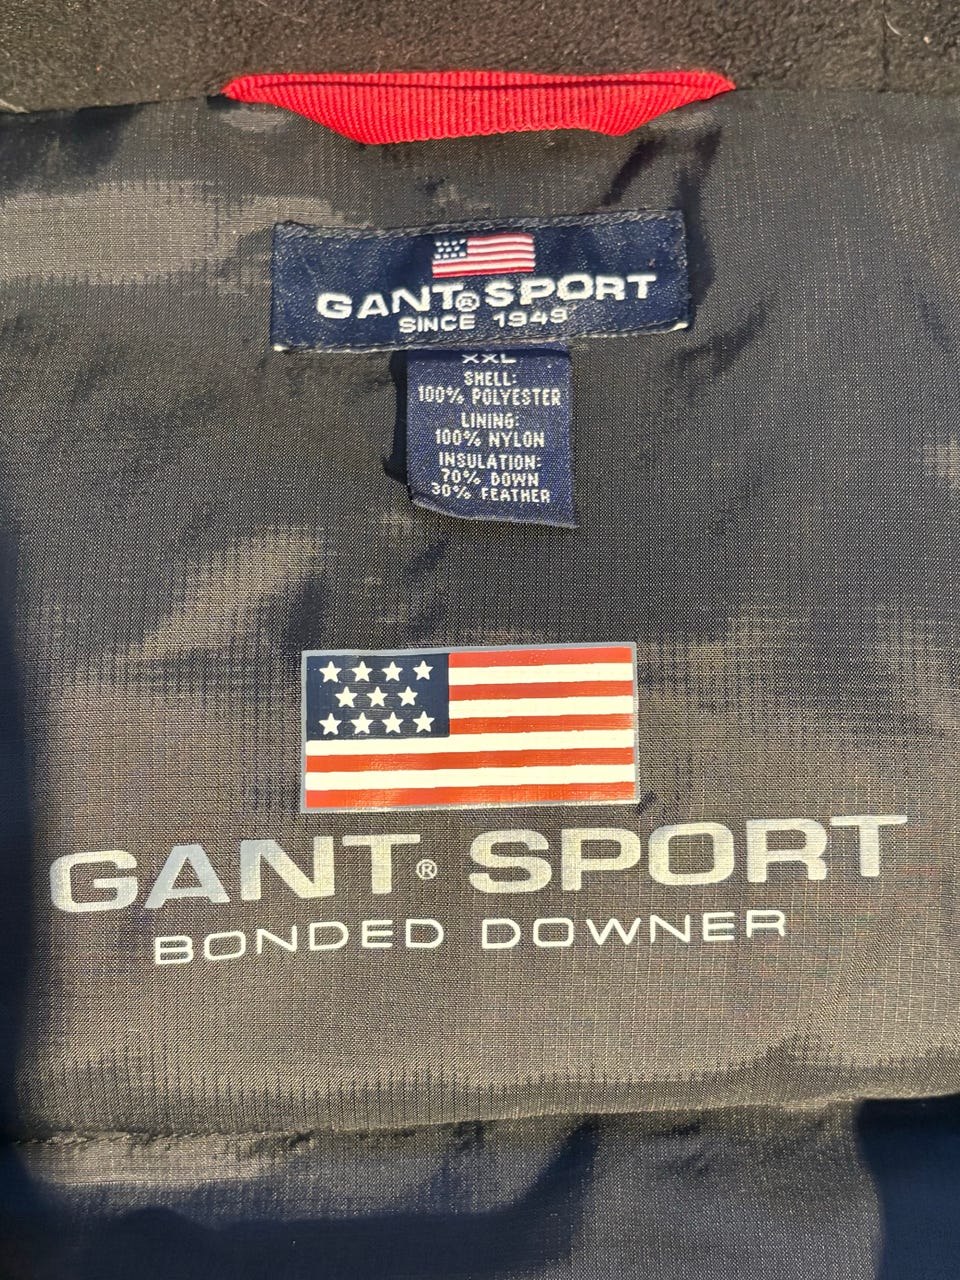 GANT® SPORT
SINCE 1949
XXL
SHELL:
100% POLYESTER
LINING:
100% NYLON
INSULATION:
70% DOWN
30% FEATHER
GANT® SPORT
BONDED DOWNER